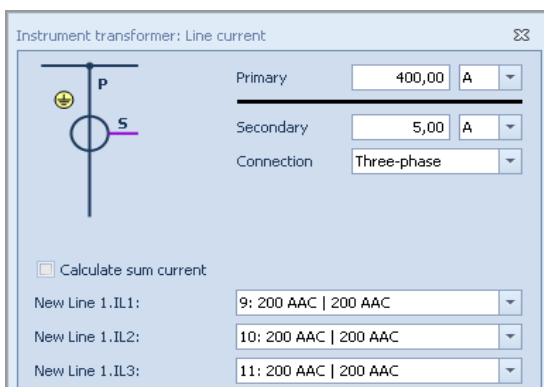 Instrument transformer: Line current
P
S
Primary 400,00 A
Secondary 5,00 A
Connection Three-phase
Calculate sum current
New Line 1.IL1: 9: 200 AAC | 200 AAC
New Line 1.IL2: 10: 200 AAC | 200 AAC
New Line 1.IL3: 11: 200 AAC | 200 AAC